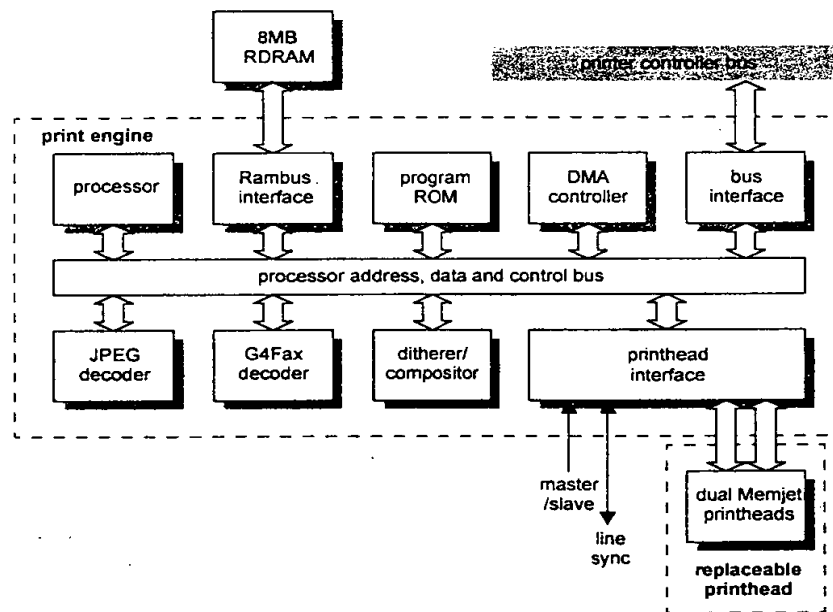 8MB
RDRAM
printer controller bus
print engine
processor
Rambus
interface
program
ROM
DMA
controller
bus
interface
processor address, data and control bus
JPEG
decoder
G4Fax
decoder
ditherer/
compositor
printhead
interface
master
/slave
line
sync
dual Memjet
printheads
replaceable
printhead